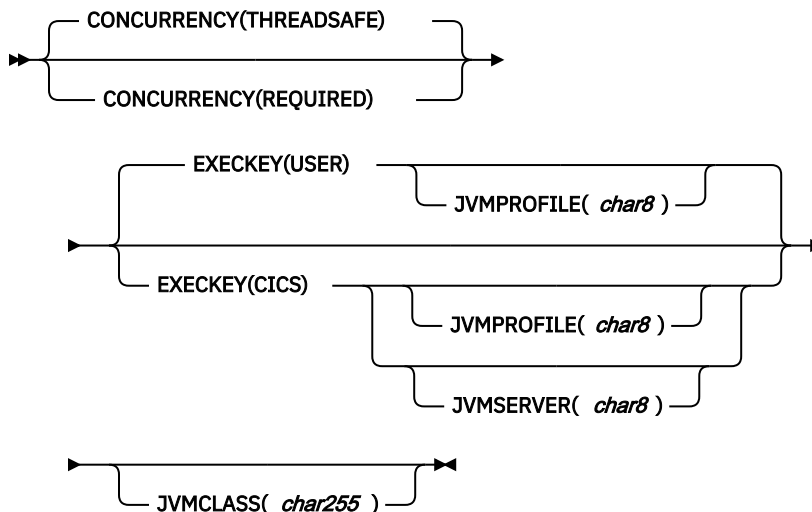 CONCURRENCY(THREADSAFE)
CONCURRENCY(REQUIRED)
EXECKEY(USER)
JVMPROFILE( char8 )
EXECKEY(CICS)
JVMPROFILE( char8 )
JVMSERVER( char8 )
JVMCLASS( char255 )